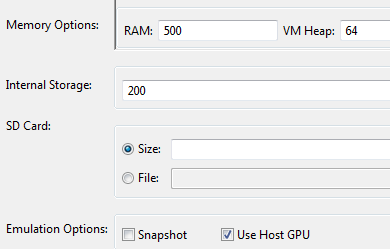 Memory Options: RAM: 500 VM Heap: 64
Internal Storage: 200
SD Card:
Size:
File:
Emulation Options: Snapshot Use Host GPU